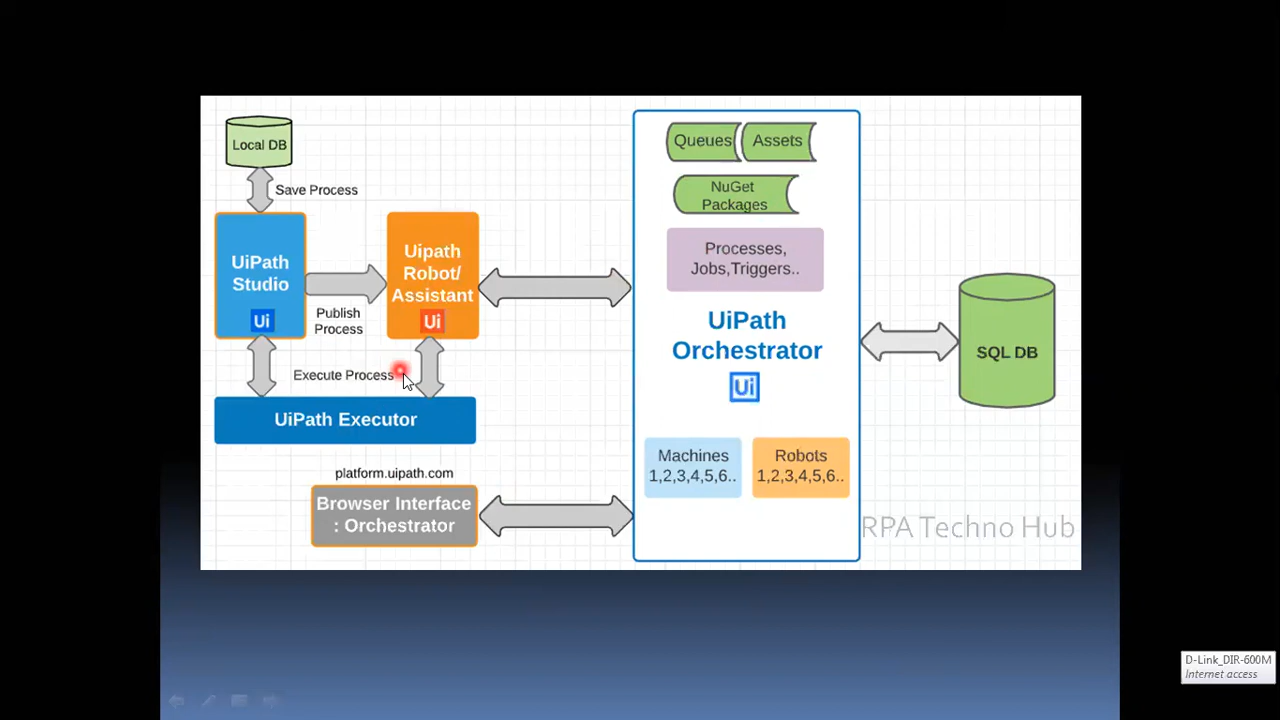 Local DB
Save Process
UiPath
Studio
Ui
Publish
Process
Uipath
Robot/
Assistant
Ui
Execute Process
UiPath Executor
platform.uipath.com
Browser Interface
: Orchestrator
Queues
Assets
NuGet
Packages
Processes,
Jobs,Triggers..
UiPath
Orchestrator
Ui
Machines
1,2,3,4,5,6..
Robots
1,2,3,4,5,6..
SQL DB
RPA Techno Hub
D-Link_DIR-600M
Internet access